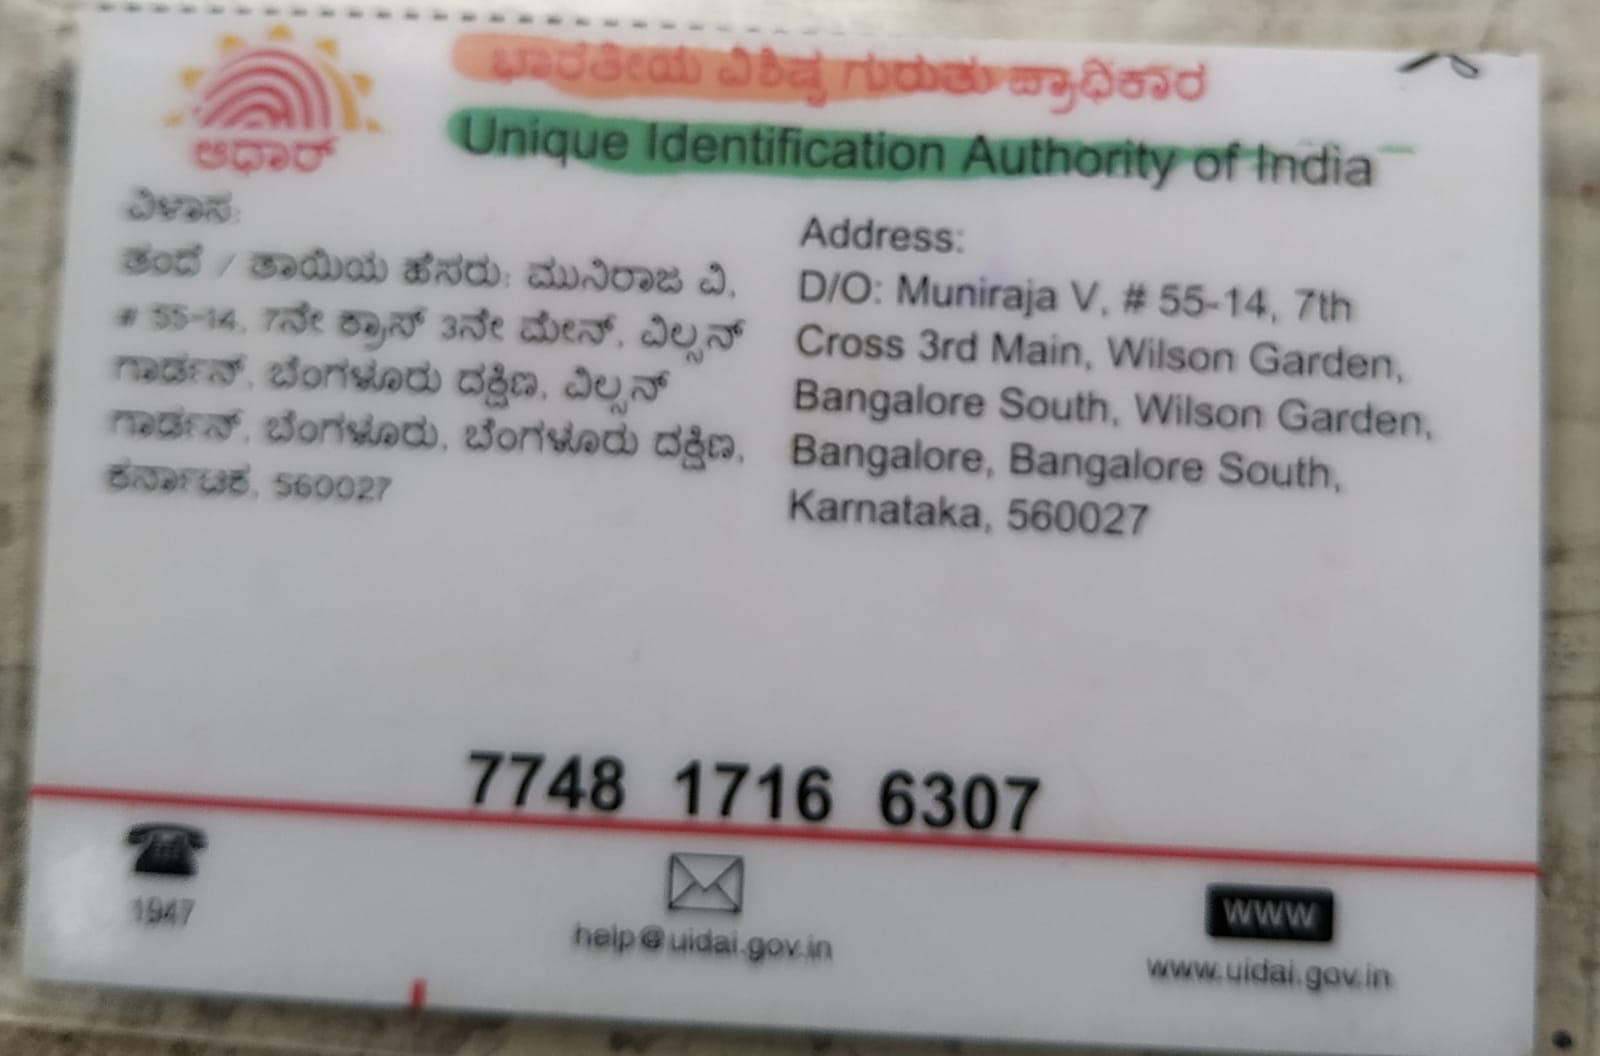 ಆಧಾರ್
ಭಾರತೀಯ ವಿಶಿಷ್ಟ ಗುರುತು ಪ್ರಾಧಿಕಾರ
Unique Identification Authority of India
ವಿಳಾಸ:
ತಂದೆ / ತಾಯಿಯ ಹೆಸರು: ಮುನಿರಾಜ ವಿ,
# 55-14, 7ನೇ ಕ್ರಾಸ್ 3ನೇ ಮೇನ್, ವಿಲ್ಸನ್
ಗಾರ್ಡನ್, ಬೆಂಗಳೂರು ದಕ್ಷಿಣ, ವಿಲ್ಸನ್
ಗಾರ್ಡನ್, ಬೆಂಗಳೂರು, ಬೆಂಗಳೂರು ದಕ್ಷಿಣ,
ಕರ್ನಾಟಕ, 560027
Address:
D/O: Muniraja V, # 55-14, 7th
Cross 3rd Main, Wilson Garden,
Bangalore South, Wilson Garden,
Bangalore, Bangalore South,
Karnataka, 560027
7748 1716 6307
1947
help@uidai.gov.in
WWW
www.uidai.gov.in